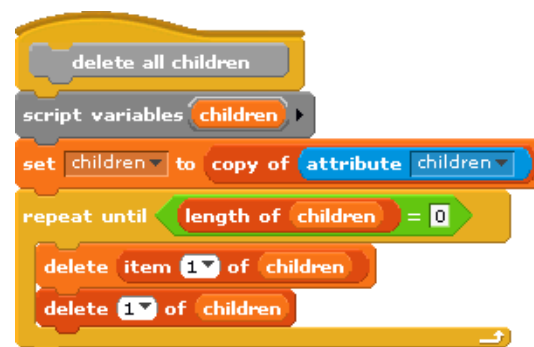 delete all children
script variables children
set children to copy of attribute children
repeat until length of children = 0
delete item 1 of children
delete 1 of children